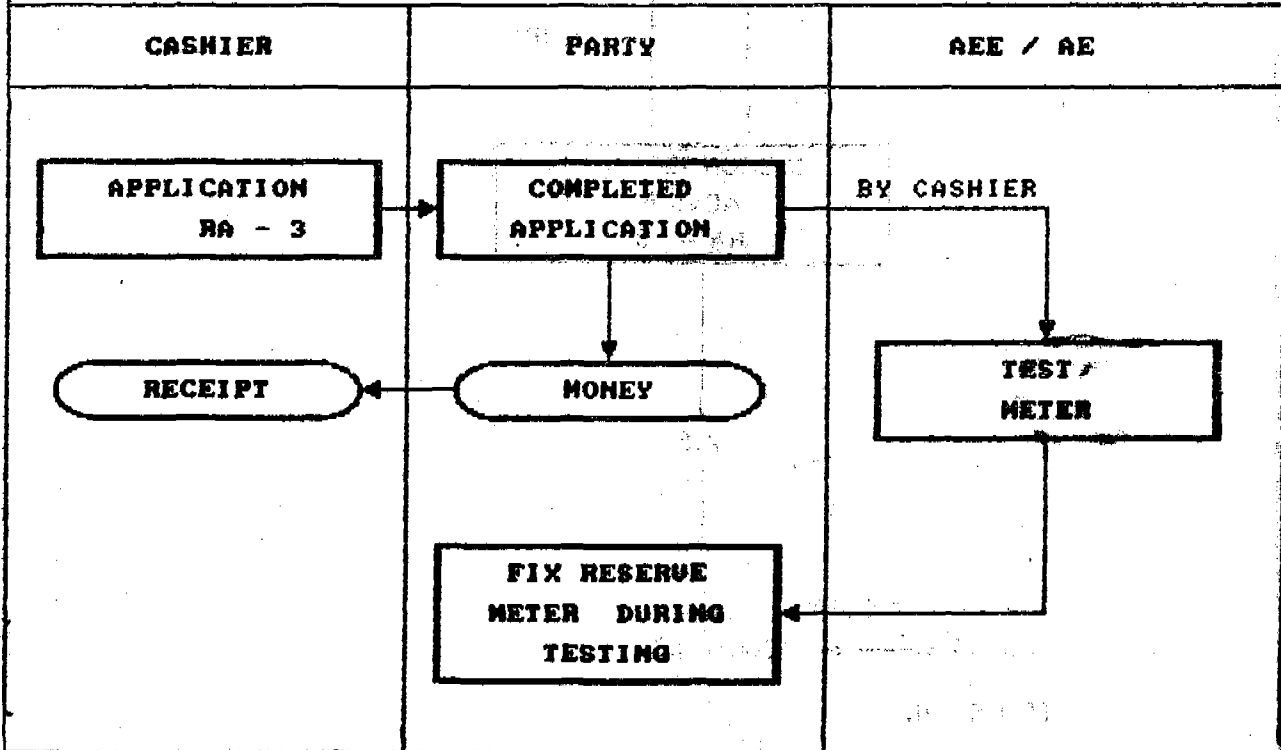 CASHIER
PARTY
AEE / AE
APPLICATION
RA - 3
COMPLETED
APPLICATION
BY CASHIER
RECEIPT
MONEY
TEST/
METER
FIX RESERVE
METER DURING
TESTING